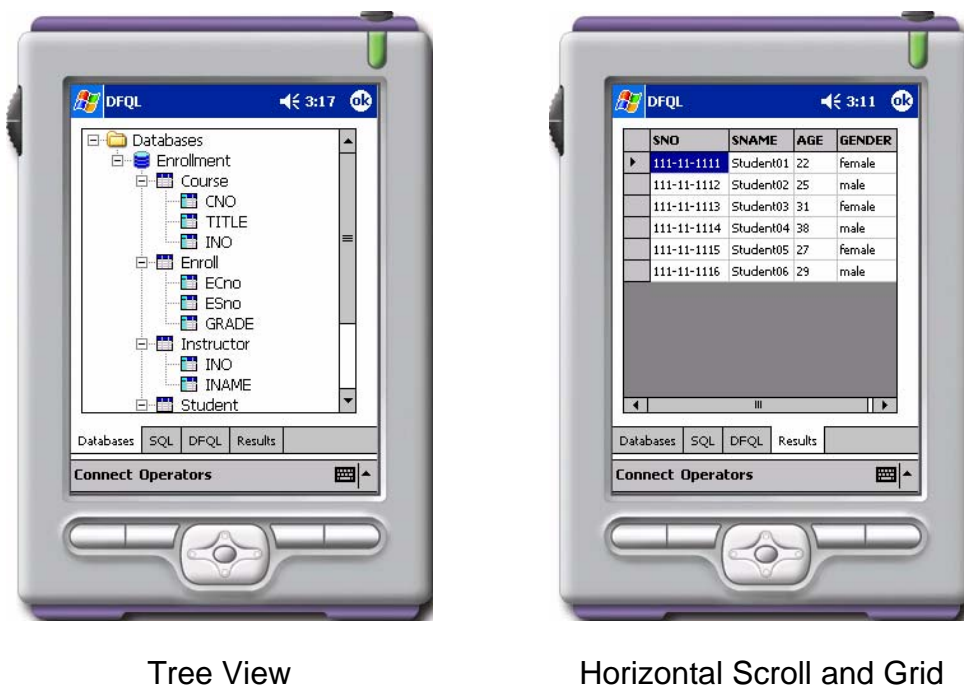 DFQL 3:17 ok
Databases
Enrollment
Course
CNO
TITLE
INO
Enroll
ECno
ESno
GRADE
Instructor
INO
INAME
Student
Databases SQL DFQL Results
Connect Operators
Tree View
DFQL 3:11 ok
SNO SNAME AGE GENDER
111-11-1111 Student01 22 female
111-11-1112 Student02 25 male
111-11-1113 Student03 31 female
111-11-1114 Student04 38 male
111-11-1115 Student05 27 female
111-11-1116 Student06 29 male
Databases SQL DFQL Results
Connect Operators
Horizontal Scroll and Grid